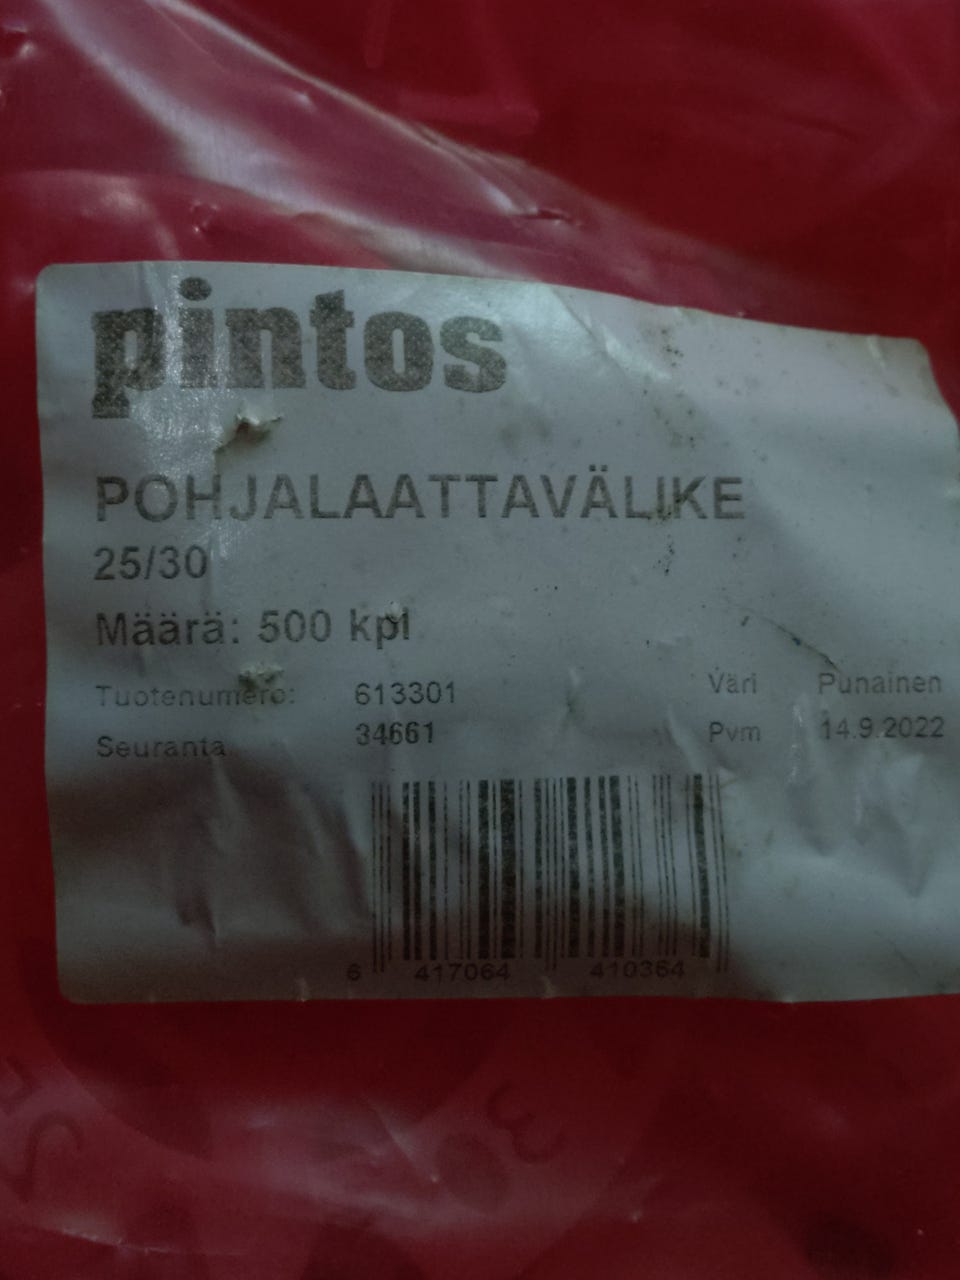 pintos
POHJALAATTAVÄLIKE
25/30
Määrä: 500 kpl
Tuotenumero: 613301 Väri Punainen
Seuranta 34661 Pvm 14.9.2022
6 417064 410364